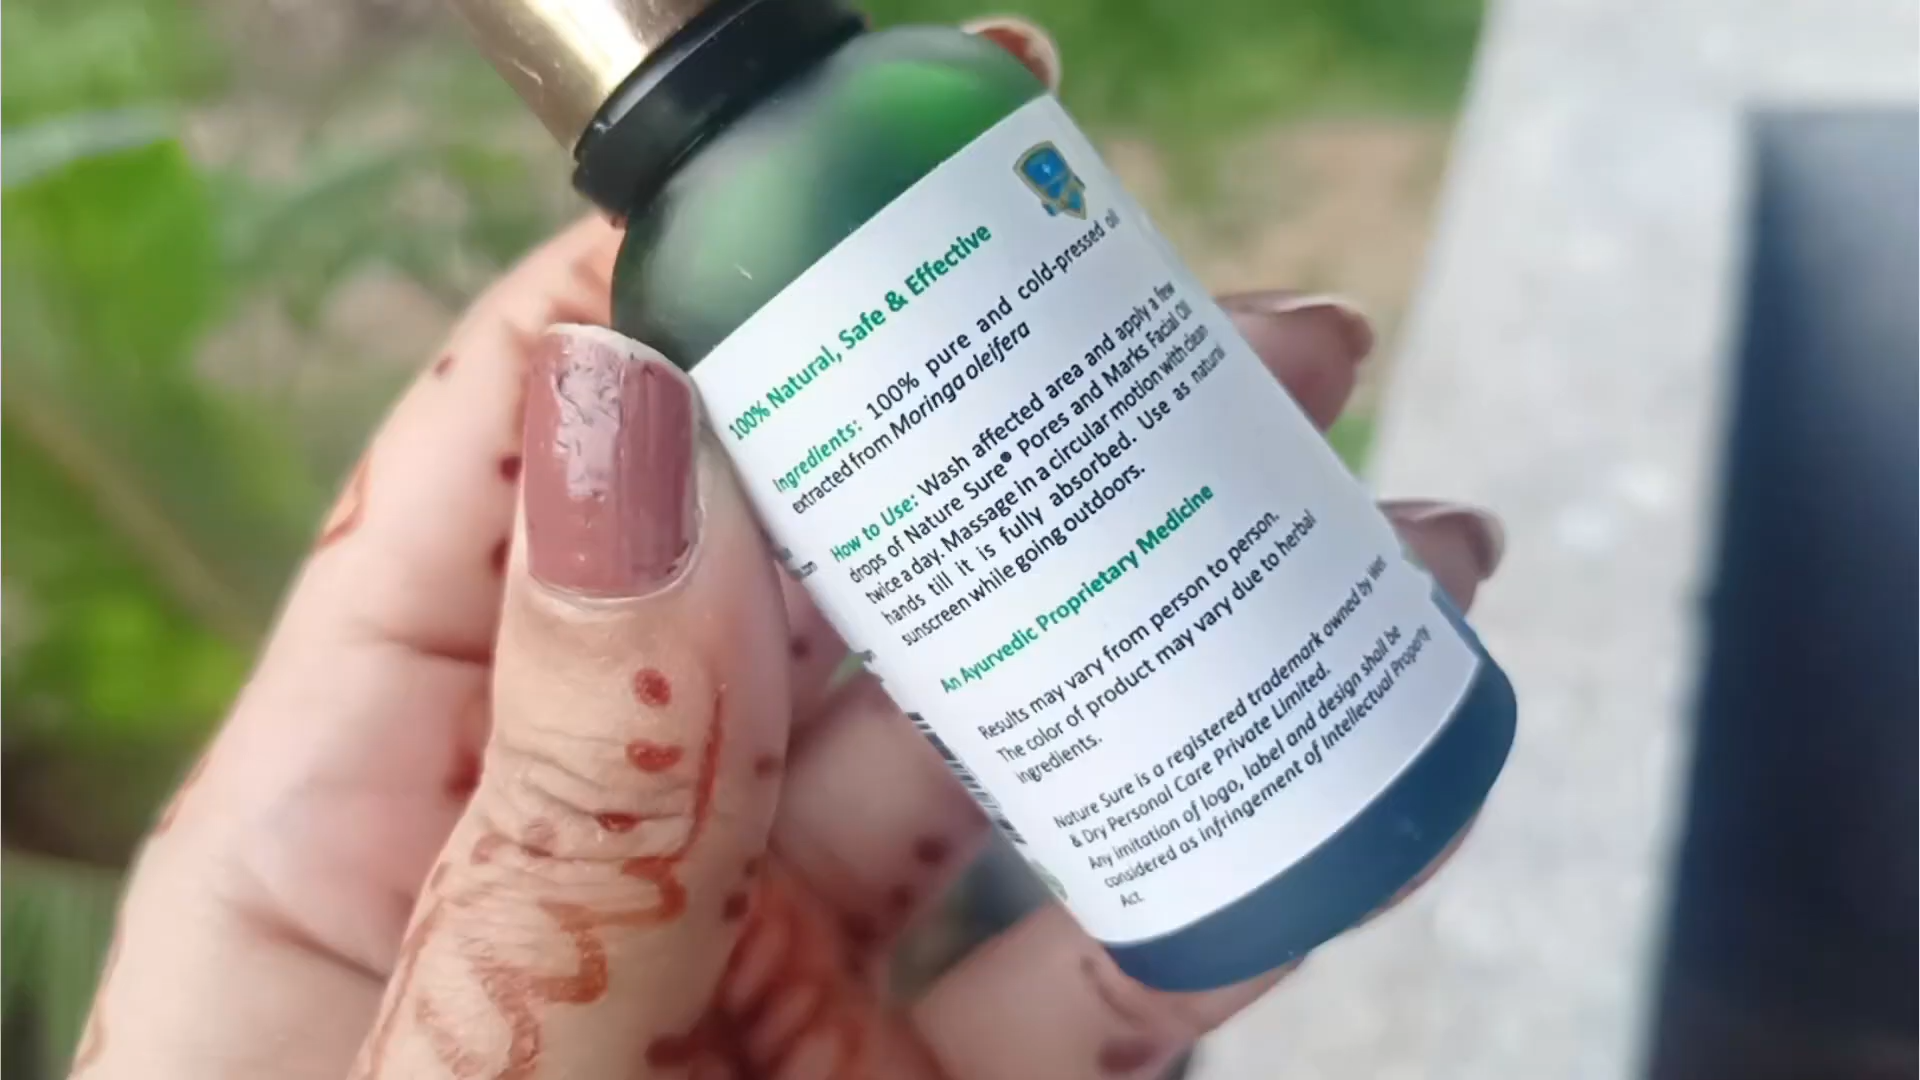 100% Natural, Safe & Effective
Ingredients: 100% pure and cold-pressed oil
extracted from Moringa oleifera
How to Use: Wash affected area and apply a few
drops of Nature Sure® Pores and Marks Facial Oil
twice a day. Massage in a circular motion with clean
hands till it is fully absorbed. Use as natural
sunscreen while going outdoors.
An Ayurvedic Proprietary Medicine
Results may vary from person to person.
The color of product may vary due to herbal
ingredients.
Nature Sure is a registered trademark owned by Wet
& Dry Personal Care Private Limited.
Any imitation of logo, label and design shall be
considered as infringement of Intellectual Property
Act.